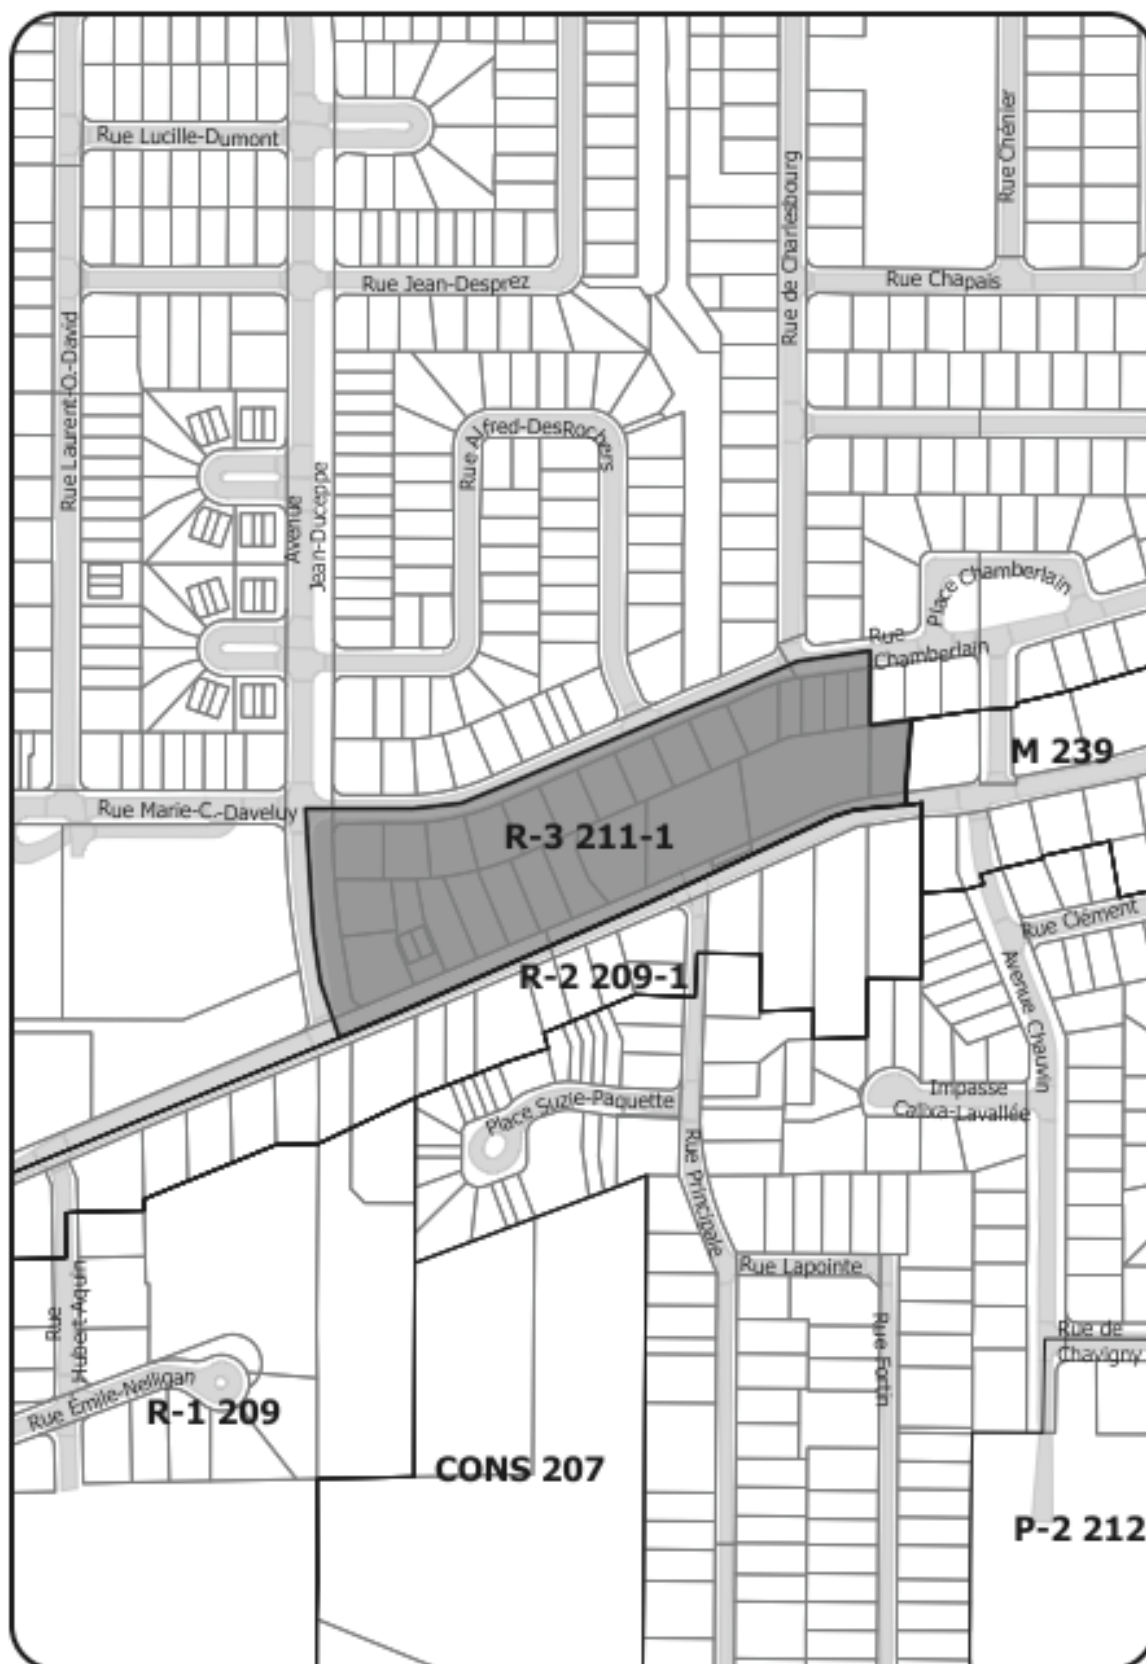 Rue Lucille-Dumont
Rue Chénier
Rue de Charlesbourg
Rue Jean-Desprez
Rue Chapais
Rue Laurent-O.-David
Rue Alfred-DesRochers
Avenue
Jean-Duceppe
Place Chamberlain
Rue
Chamberlain
M 239
Rue Marie-C.-Daveluy
R-3 211-1
Rue Clément
R-2 209-1
Avenue Chauvin
Impasse
Calixa-Lavallée
Place Suzie-Paquette
Rue Principale
Rue Lapointe
Rue
Hubert-Aquin
Rue Fortin
Rue de
Chavigny
Rue Émile-Nelligan
R-1 209
CONS 207
P-2 212